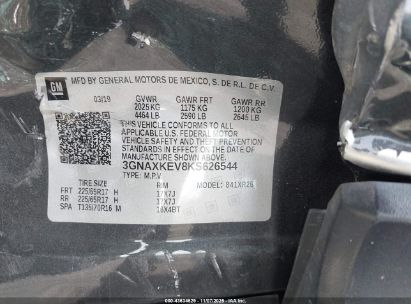 GM
MFD BY GENERAL MOTORS DE MEXICO, S. DE R.L. DE C.V.
03/19 GVWR GAWR FRT GAWR RR
2025 KG 1175 KG 1200 KG
4464 LB 2590 LB 2645 LB
THIS VEHICLE CONFORMS TO ALL
APPLICABLE U.S. FEDERAL MOTOR
VEHICLE SAFETY AND THEFT PREVENTION
STANDARDS IN EFFECT ON THE DATE OF
MANUFACTURE SHOWN ABOVE.
3GNAXKEV8KS626544
TYPE: M.P.V. MODEL: 841XR26
TIRE SIZE RIM
FRT 225/65R17 H 17X7J
RR 225/65R17 H 17X7J
SPA T135/70R16 M 16X4BT